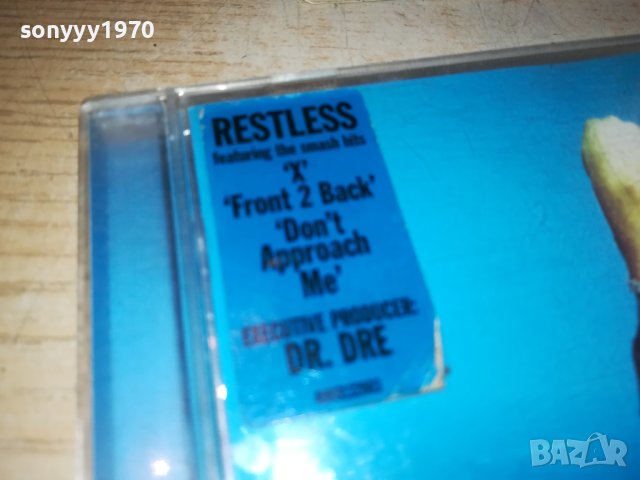 sonyyy1970
RESTLESS
featuring the smash hits
'X'
'Front 2 Back'
'Don't
Approach
Me'
EXECUTIVE PRODUCER:
DR. DRE
BAZAR